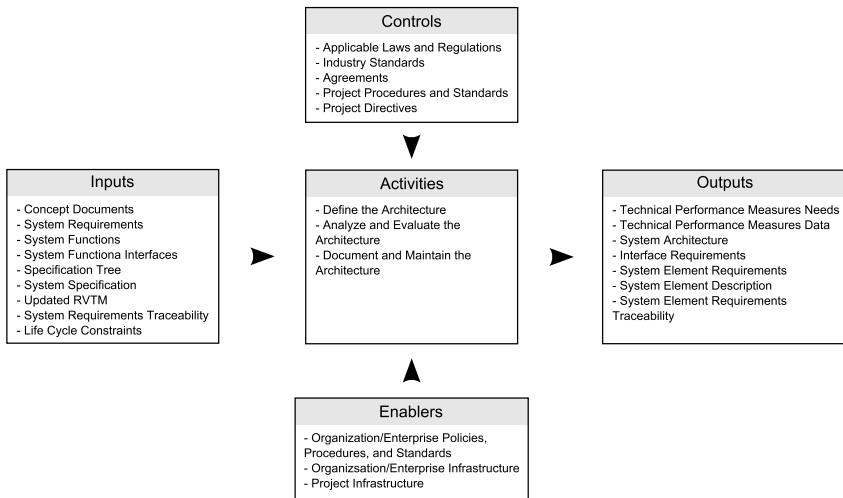 Controls
- Applicable Laws and Regulations
- Industry Standards
- Agreements
- Project Procedures and Standards
- Project Directives
Inputs
- Concept Documents
- System Requirements
- System Functions
- System Functiona Interfaces
- Specification Tree
- System Specification
- Updated RVTM
- System Requirements Traceability
- Life Cycle Constraints
Activities
- Define the Architecture
- Analyze and Evaluate the
Architecture
- Document and Maintain the
Architecture
Outputs
- Technical Performance Measures Needs
- Technical Performance Measures Data
- System Architecture
- Interface Requirements
- System Element Requirements
- System Element Description
- System Element Requirements
Traceability
Enablers
- Organization/Enterprise Policies,
Procedures, and Standards
- Organizsation/Enterprise Infrastructure
- Project Infrastructure